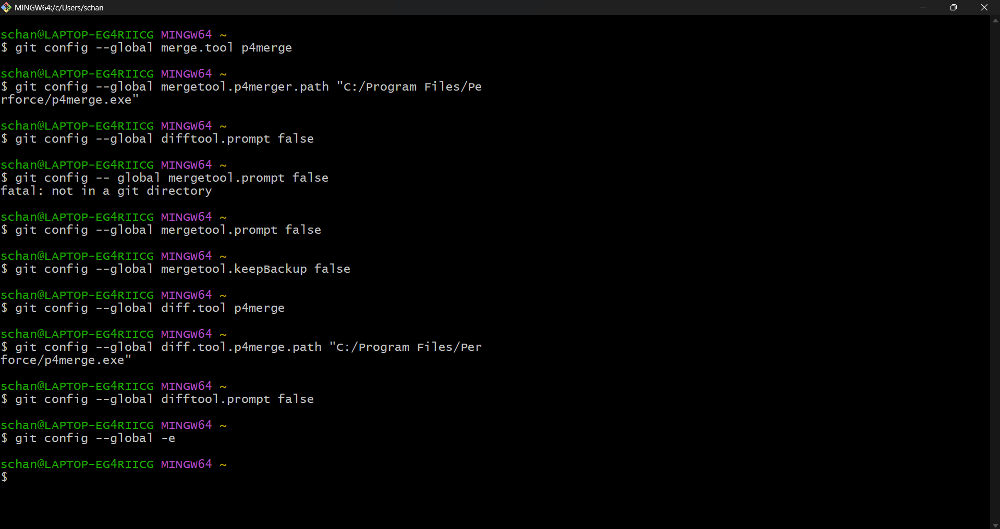 MINGW64:/c/Users/schan
schan@LAPTOP-EG4RIICG MINGW64 ~
$ git config --global merge.tool p4merge
schan@LAPTOP-EG4RIICG MINGW64 ~
$ git config --global mergetool.p4merger.path "C:/Program Files/Pe
rforce/p4merge.exe"
schan@LAPTOP-EG4RIICG MINGW64 ~
$ git config --global difftool.prompt false
schan@LAPTOP-EG4RIICG MINGW64 ~
$ git config -- global mergetool.prompt false
fatal: not in a git directory
schan@LAPTOP-EG4RIICG MINGW64 ~
$ git config --global mergetool.prompt false
schan@LAPTOP-EG4RIICG MINGW64 ~
$ git config --global mergetool.keepBackup false
schan@LAPTOP-EG4RIICG MINGW64 ~
$ git config --global diff.tool p4merge
schan@LAPTOP-EG4RIICG MINGW64 ~
$ git config --global diff.tool.p4merge.path "C:/Program Files/Per
force/p4merge.exe"
schan@LAPTOP-EG4RIICG MINGW64 ~
$ git config --global difftool.prompt false
schan@LAPTOP-EG4RIICG MINGW64 ~
$ git config --global -e
schan@LAPTOP-EG4RIICG MINGW64 ~
$